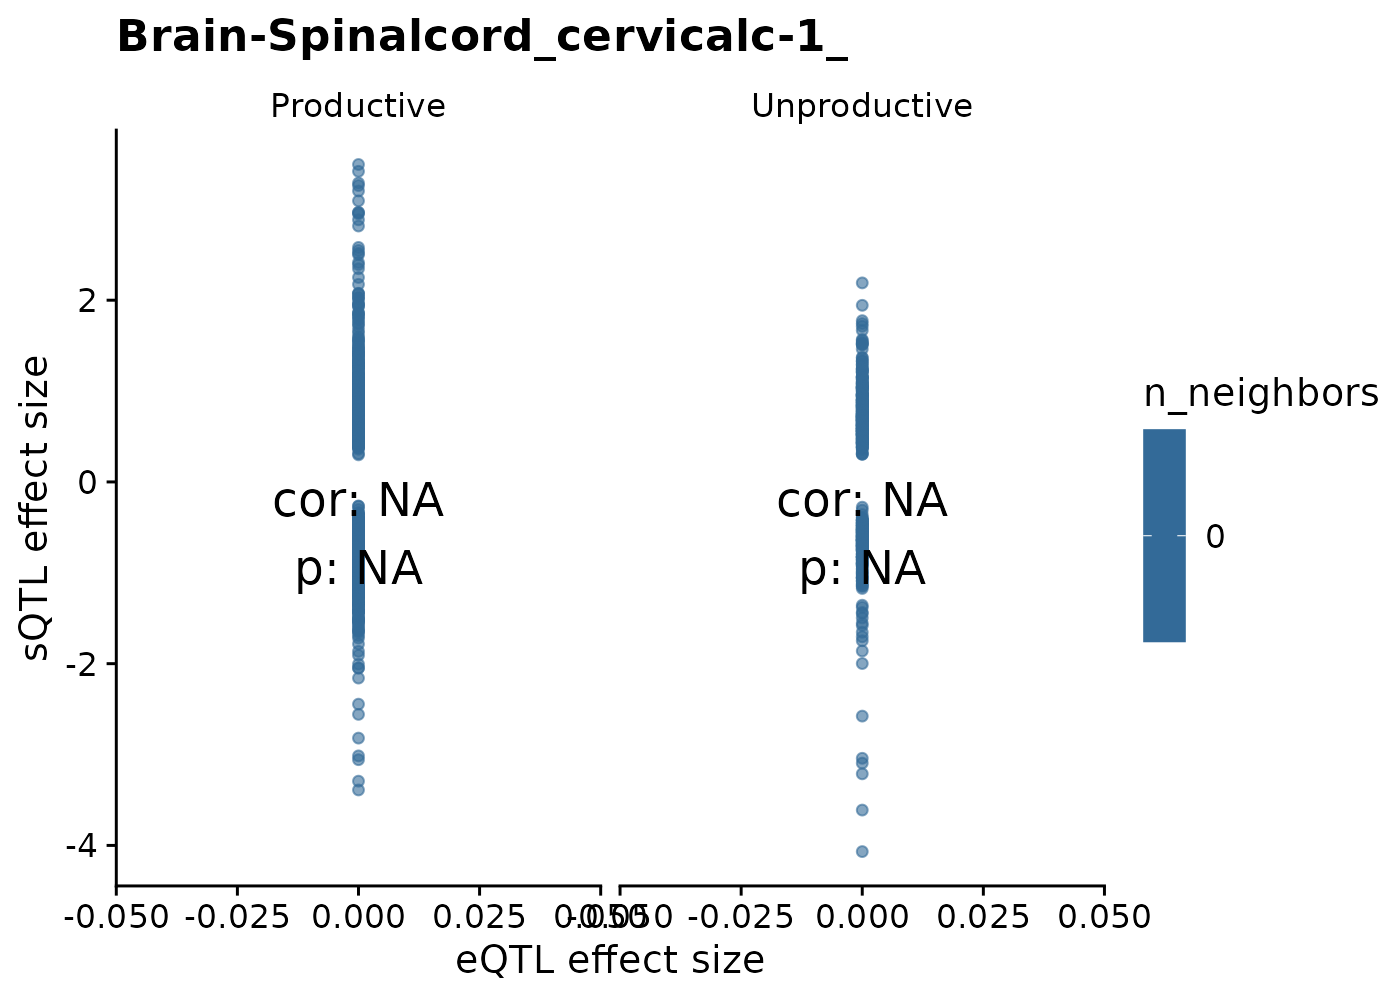 Brain-Spinalcord_cervicalc-1_
Productive
Unproductive
sQTL effect size
2
0
-2
-4
cor: NA
p: NA
cor: NA
p: NA
n_neighbors
0
-0.050 -0.025 0.000 0.025 0.050
-0.050 -0.025 0.000 0.025 0.050
eQTL effect size